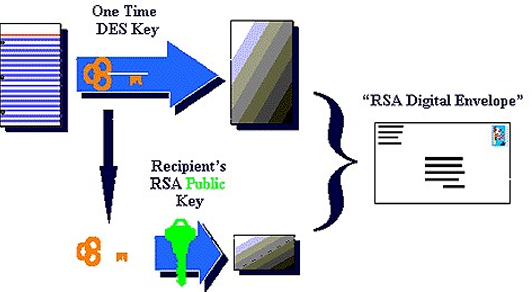 One Time
DES Key
"RSA Digital Envelope"
Recipient's
RSA Public
Key